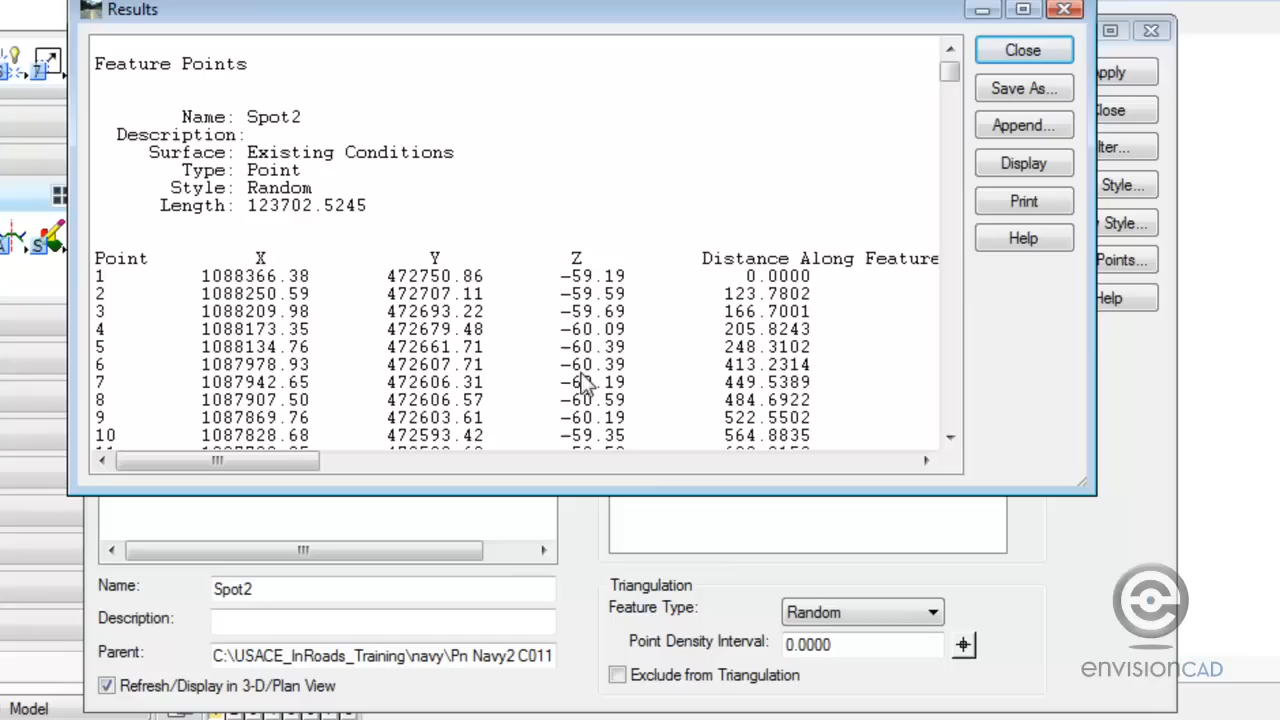 Results
Feature Points
Name: Spot2
Description:
Surface: Existing Conditions
Type: Point
Style: Random
Length: 123702.5245
Point X Y Z Distance Along Feature
1 1088366.38 472750.86 -59.19 0.0000
2 1088250.59 472707.11 -59.59 123.7802
3 1088209.98 472693.22 -59.69 166.7001
4 1088173.35 472679.48 -60.09 205.8243
5 1088134.76 472661.71 -60.39 248.3102
6 1087978.93 472607.71 -60.39 413.2314
7 1087942.65 472606.31 449.5389
8 1087907.50 472606.57 -60.59 484.6922
9 1087869.76 472603.61 -60.19 522.5502
10 1087828.68 472593.42 -59.35 564.8835
Close
Save As...
Append...
Display
Print
Help
pply
lose
lter...
Style...
Style...
Points...
Help
Name: Spot2
Description:
Parent: C:\USACE_InRoads_Training\navy\Pn Navy2 C011
Refresh/Display in 3-D/Plan View
Triangulation
Feature Type: Random
Point Density Interval: 0.0000
Exclude from Triangulation
Model
envisionCAD